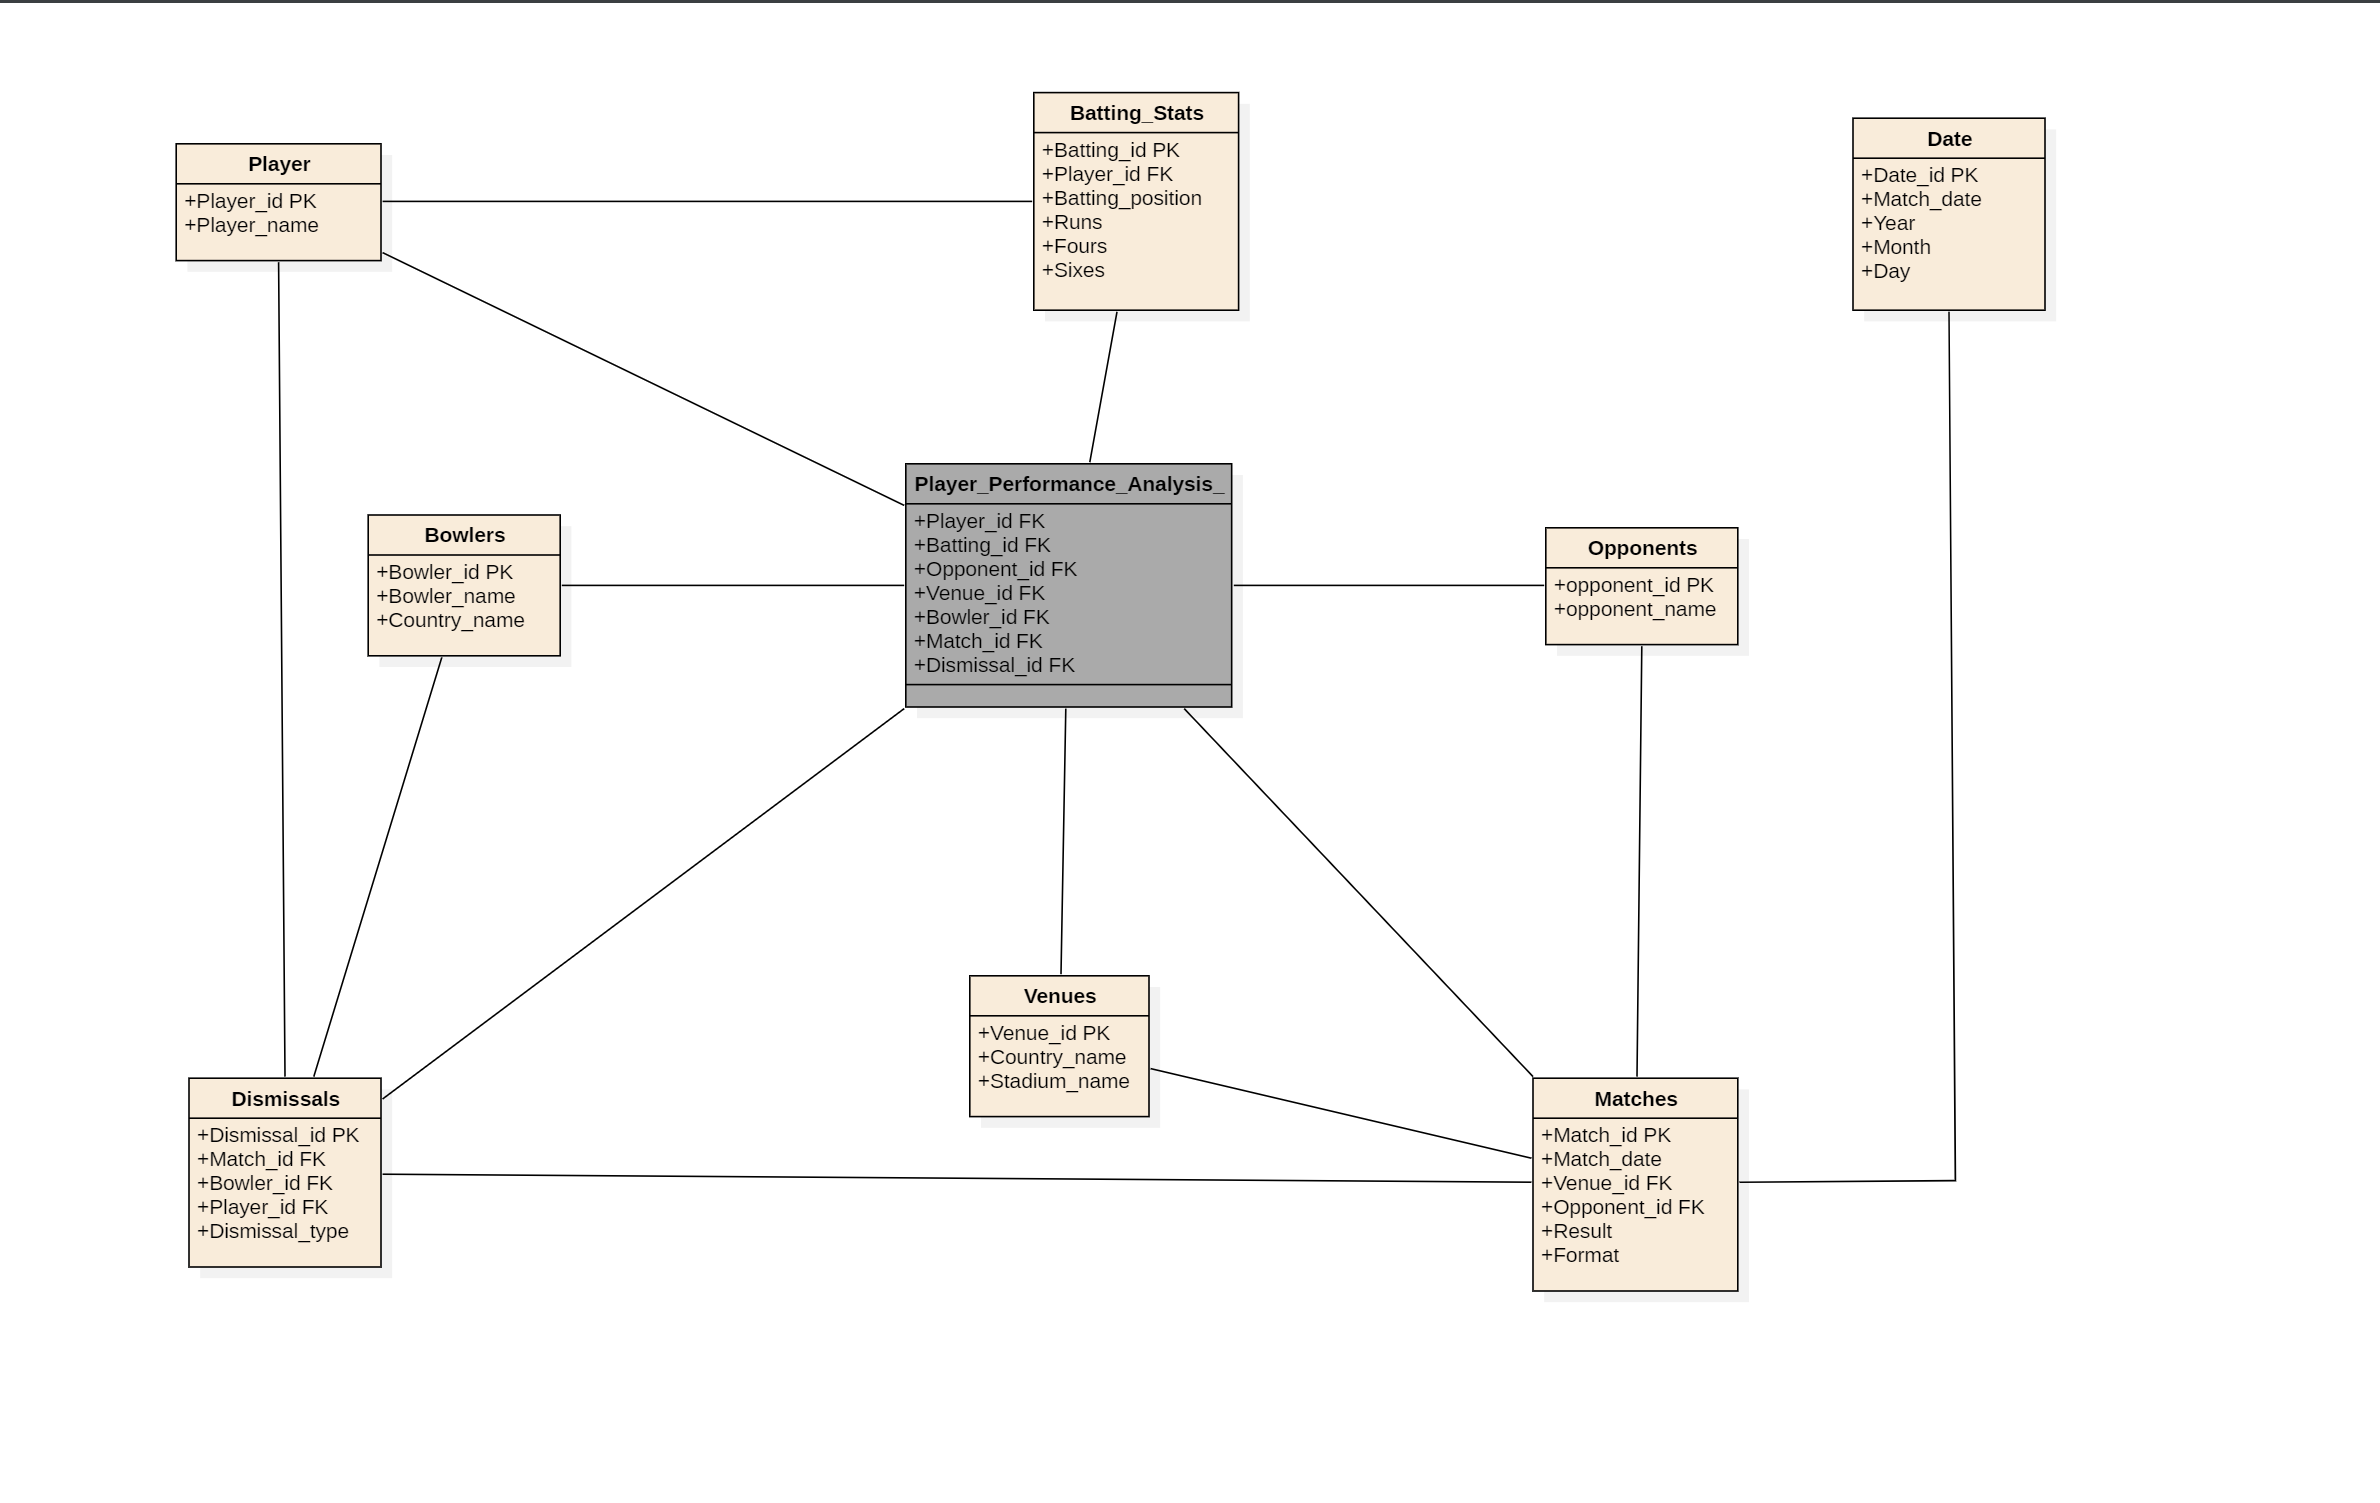 Batting_Stats
+Batting_id PK
+Player_id FK
+Batting_position
+Runs
+Fours
+Sixes
Date
+Date_id PK
+Match_date
+Year
+Month
+Day
Player
+Player_id PK
+Player_name
Player_Performance_Analysis_
+Player_id FK
+Batting_id FK
+Opponent_id FK
+Venue_id FK
+Bowler_id FK
+Match_id FK
+Dismissal_id FK
Bowlers
+Bowler_id PK
+Bowler_name
+Country_name
Opponents
+opponent_id PK
+opponent_name
Venues
+Venue_id PK
+Country_name
+Stadium_name
Dismissals
+Dismissal_id PK
+Match_id FK
+Bowler_id FK
+Player_id FK
+Dismissal_type
Matches
+Match_id PK
+Match_date
+Venue_id FK
+Opponent_id FK
+Result
+Format